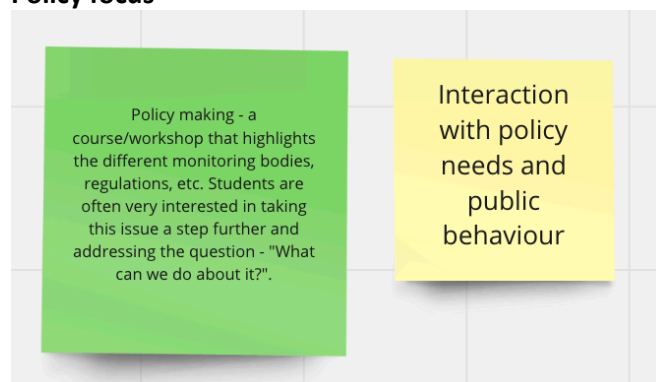 Policy focus
Policy making - a
course/workshop that highlights
the different monitoring bodies,
regulations, etc. Students are
often very interested in taking
this issue a step further and
addressing the question - "What
can we do about it?".
Interaction
with policy
needs and
public
behaviour